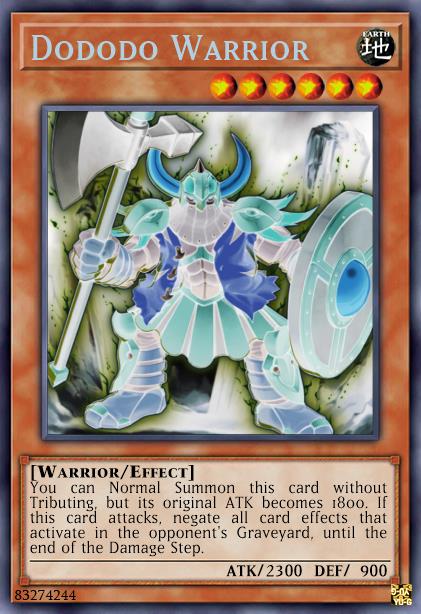 Dododo Warrior
EARTH
地
[Warrior/Effect]
You can Normal Summon this card without
Tributing, but its original ATK becomes 1800. If
this card attacks, negate all card effects that
activate in the opponent's Graveyard, until the
end of the Damage Step.
ATK/2300 DEF/ 900
83274244